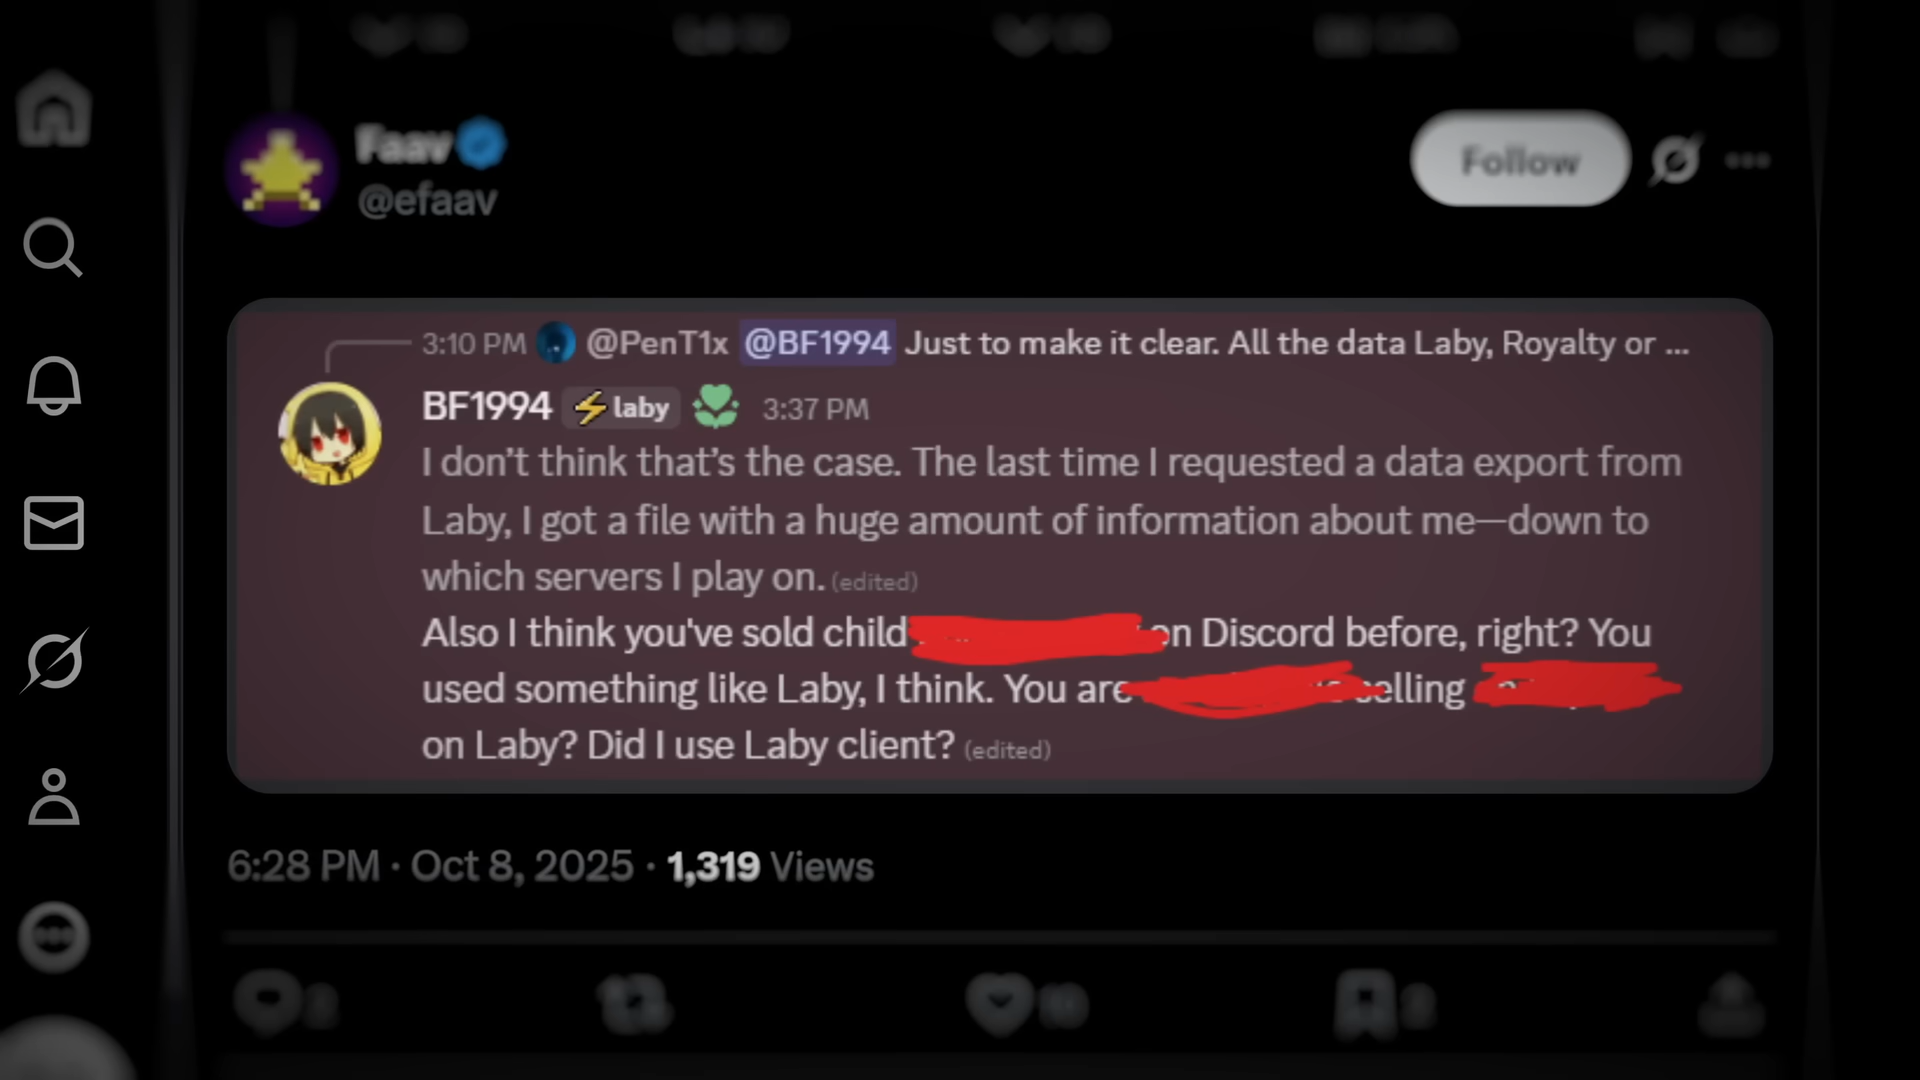 Faav
@efaav
Follow
3:10 PM @PenT1x @BF1994 Just to make it clear. All the data Laby, Royalty or ...
BF1994 laby 3:37 PM
I don't think that's the case. The last time I requested a data export from
Laby, I got a file with a huge amount of information about me—down to
which servers I play on. (edited)
Also I think you've sold child on Discord before, right? You
used something like Laby, I think. You are selling
on Laby? Did I use Laby client? (edited)
6:28 PM · Oct 8, 2025 · 1,319 Views